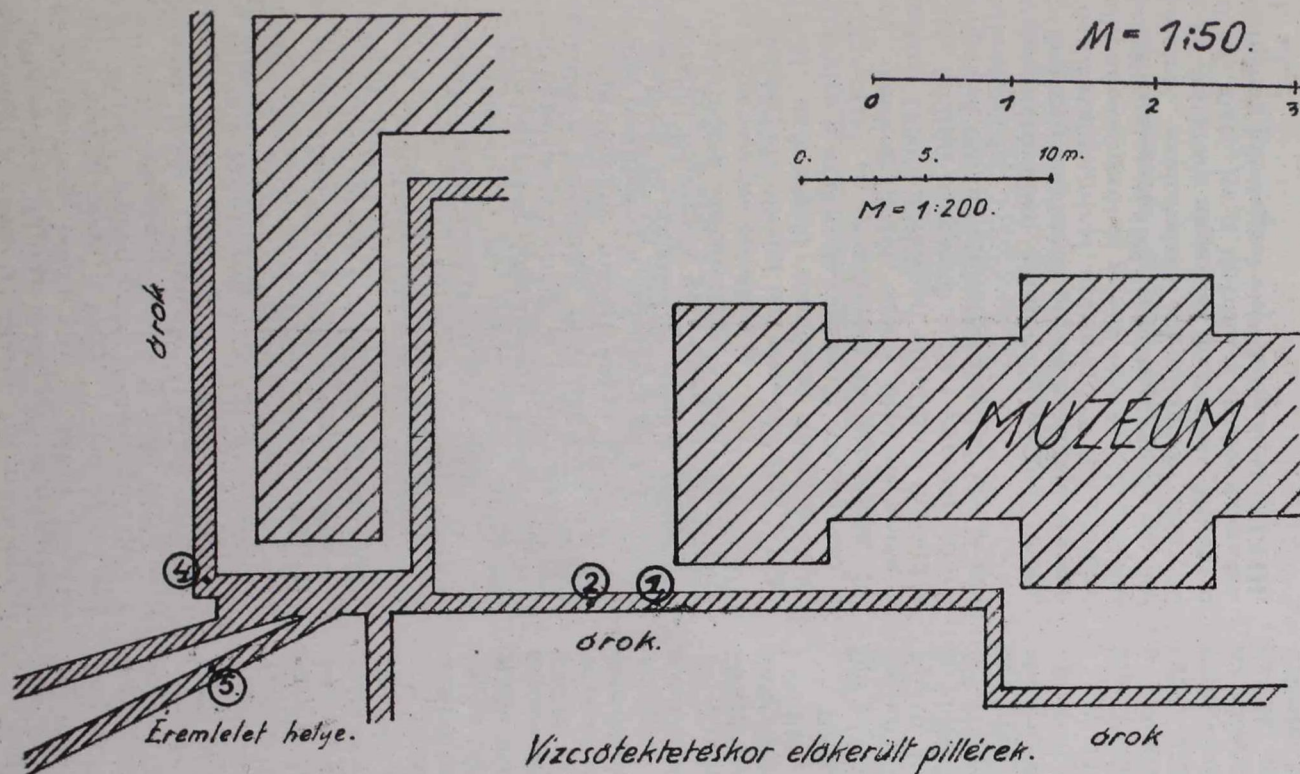 M = 1:50.
0 1 2 3
0. 5. 10 m.
M = 1:200.
árok.
MUZEUM
4
2
1
árok.
5.
Éremlelet helye.
árok
Vizcsőfektetéskor előkerült pillérek.